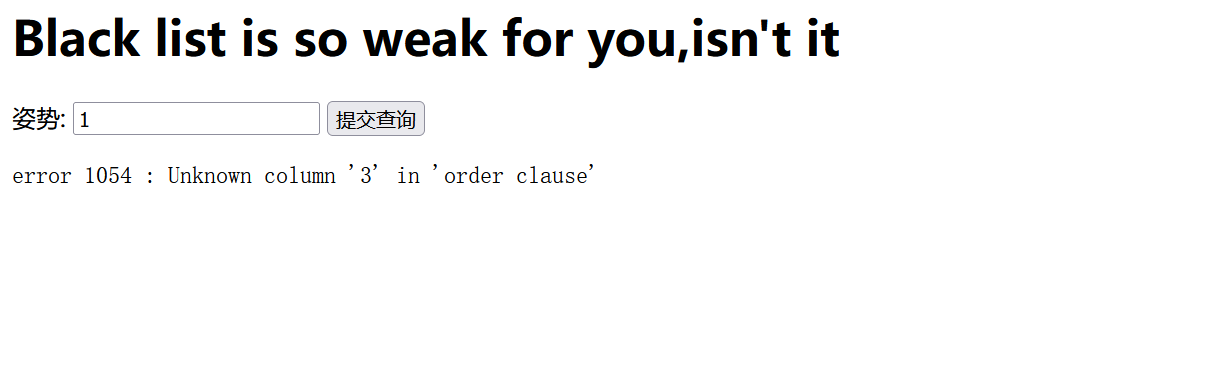 Black list is so weak for you,isn't it
姿势: 1 提交查询
error 1054 : Unknown column '3' in 'order clause'